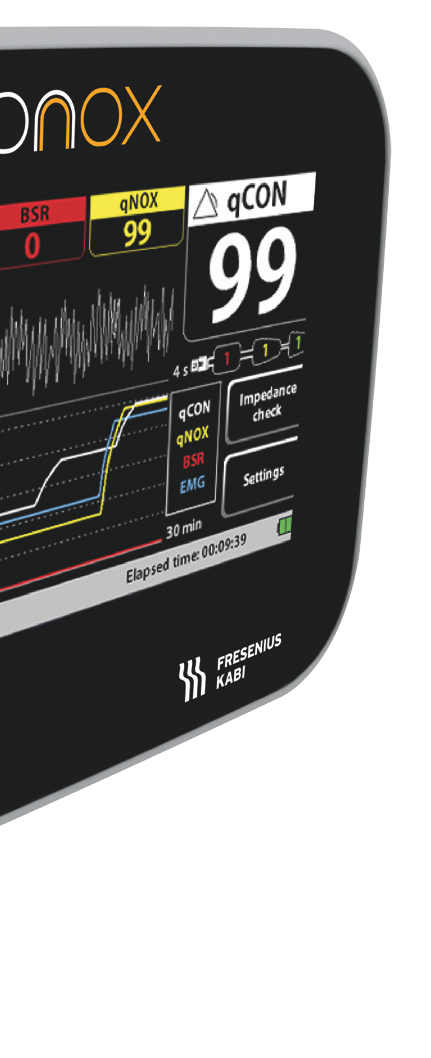 onox
BSR
0
qNOX
99
qCON
99
4 s
1
1
1
Impedance
check
qCON
qNOX
BSR
EMG
Settings
30 min
Elapsed time: 00:09:39
FRESENIUS
KABI